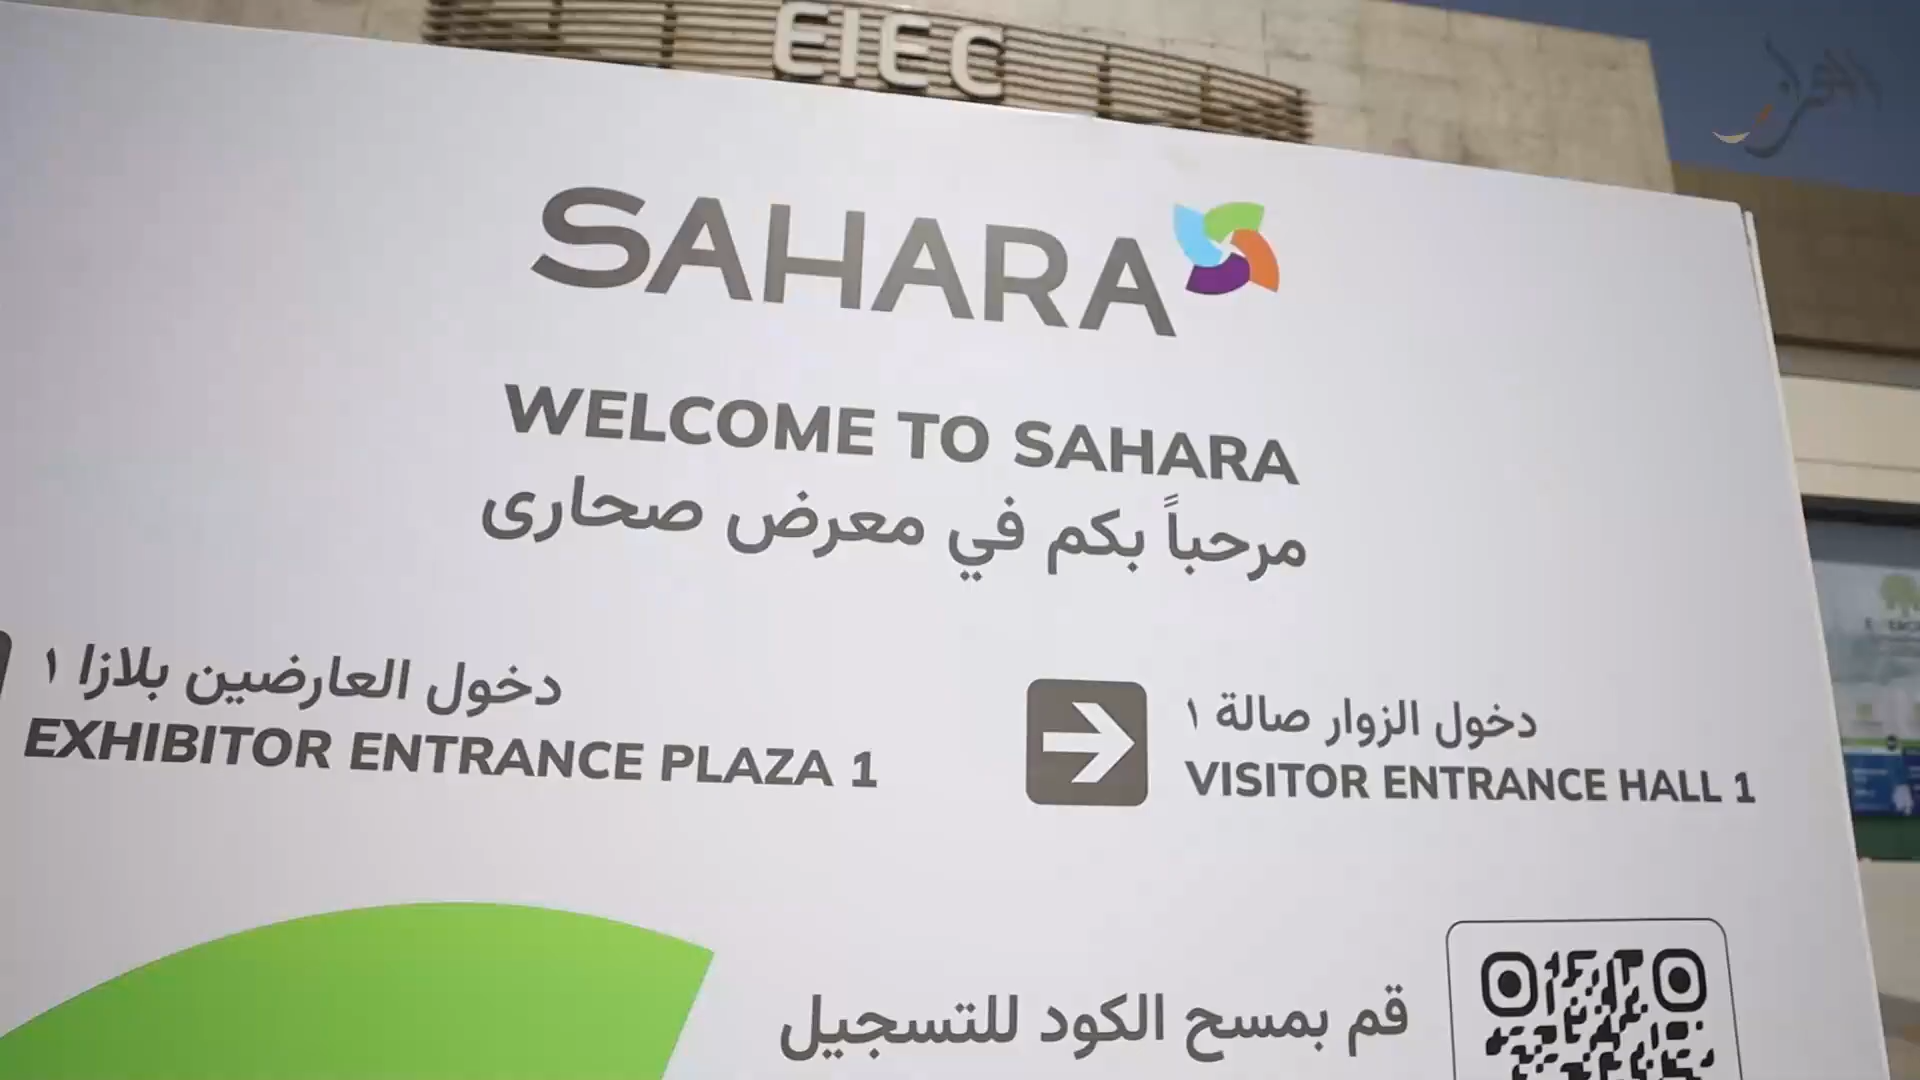 EIEC
SAHARA
WELCOME TO SAHARA
مرحباً بكم في معرض صحارى
دخول العارضين بلازا ١
EXHIBITOR ENTRANCE PLAZA 1
دخول الزوار صالة ١
VISITOR ENTRANCE HALL 1
قم بمسح الكود للتسجيل